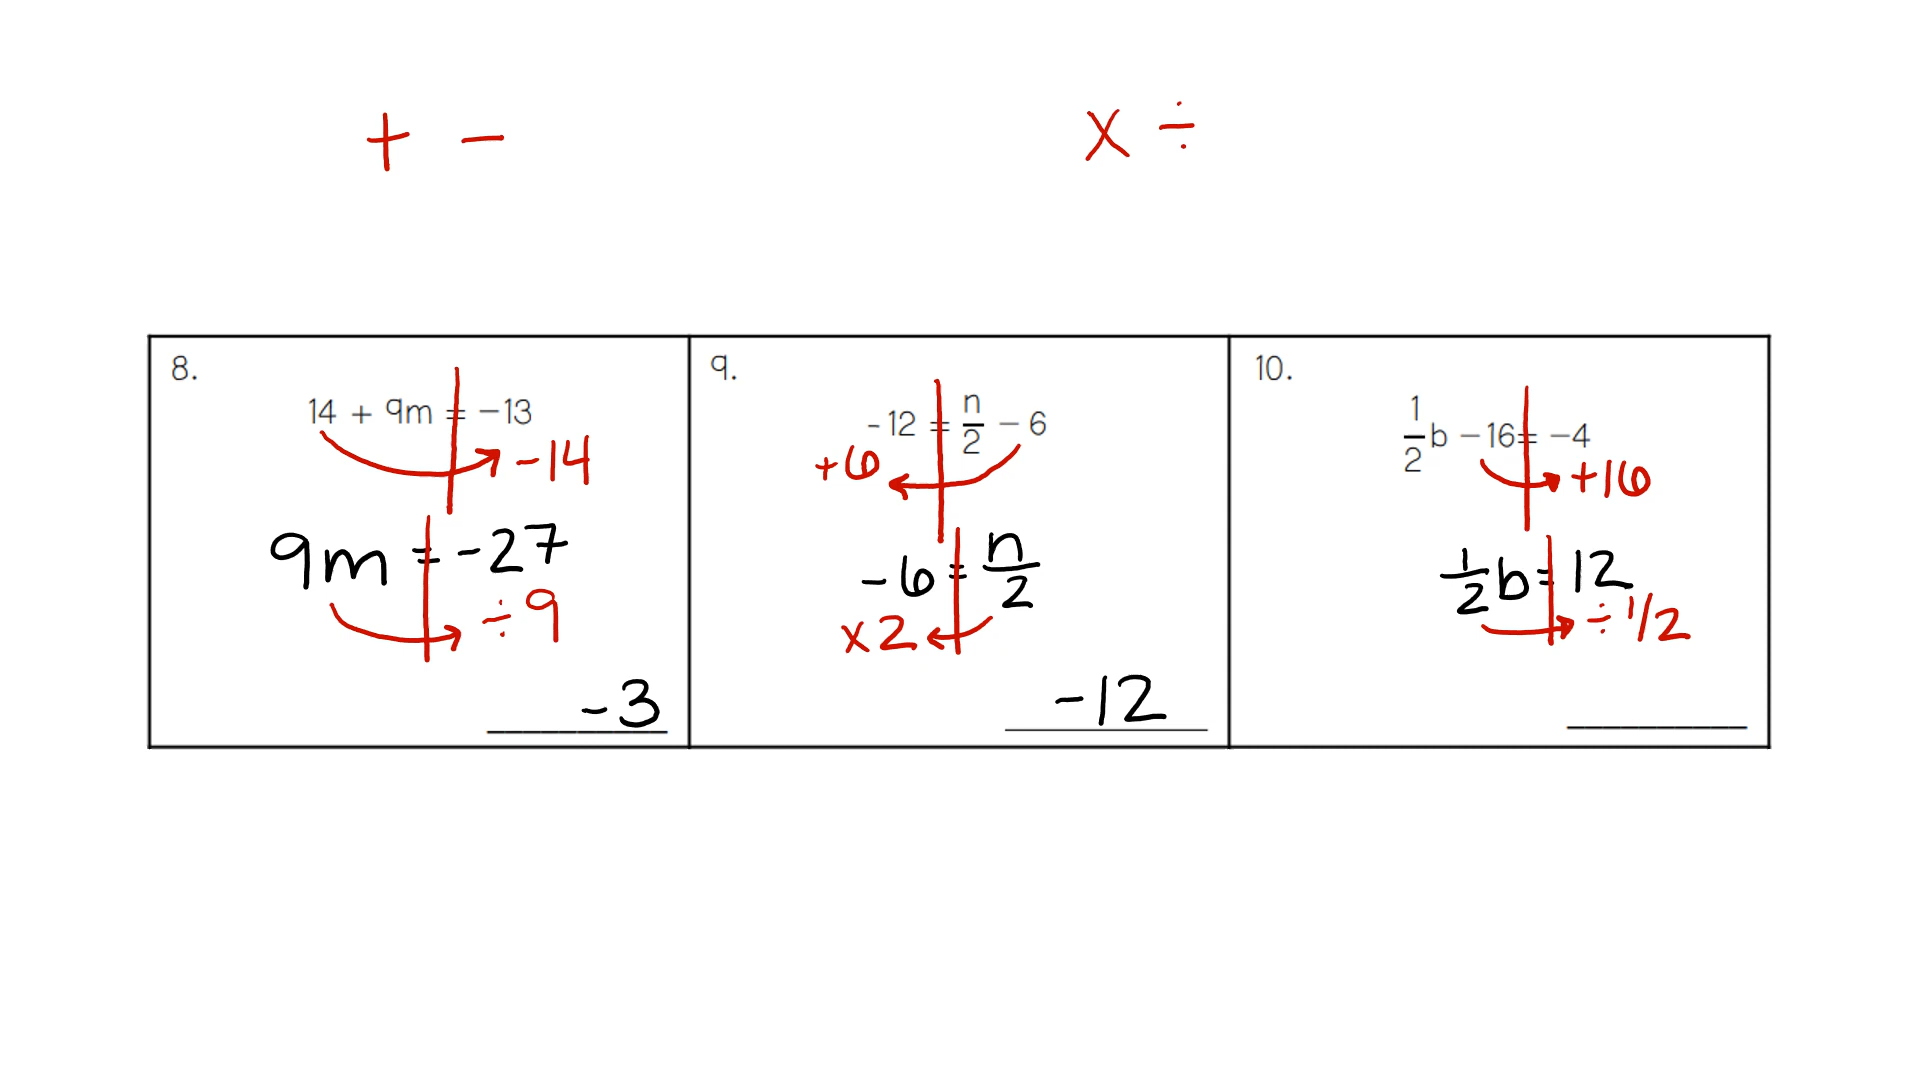 + − x ÷
8.
14 + 9m = -13
-14
9m = -27
÷9
-3
9.
-12 = n/2 - 6
+6
-6 = n/2
x2
-12
10.
1/2 b - 16 = -4
+16
1/2 b = 12
÷ 1/2